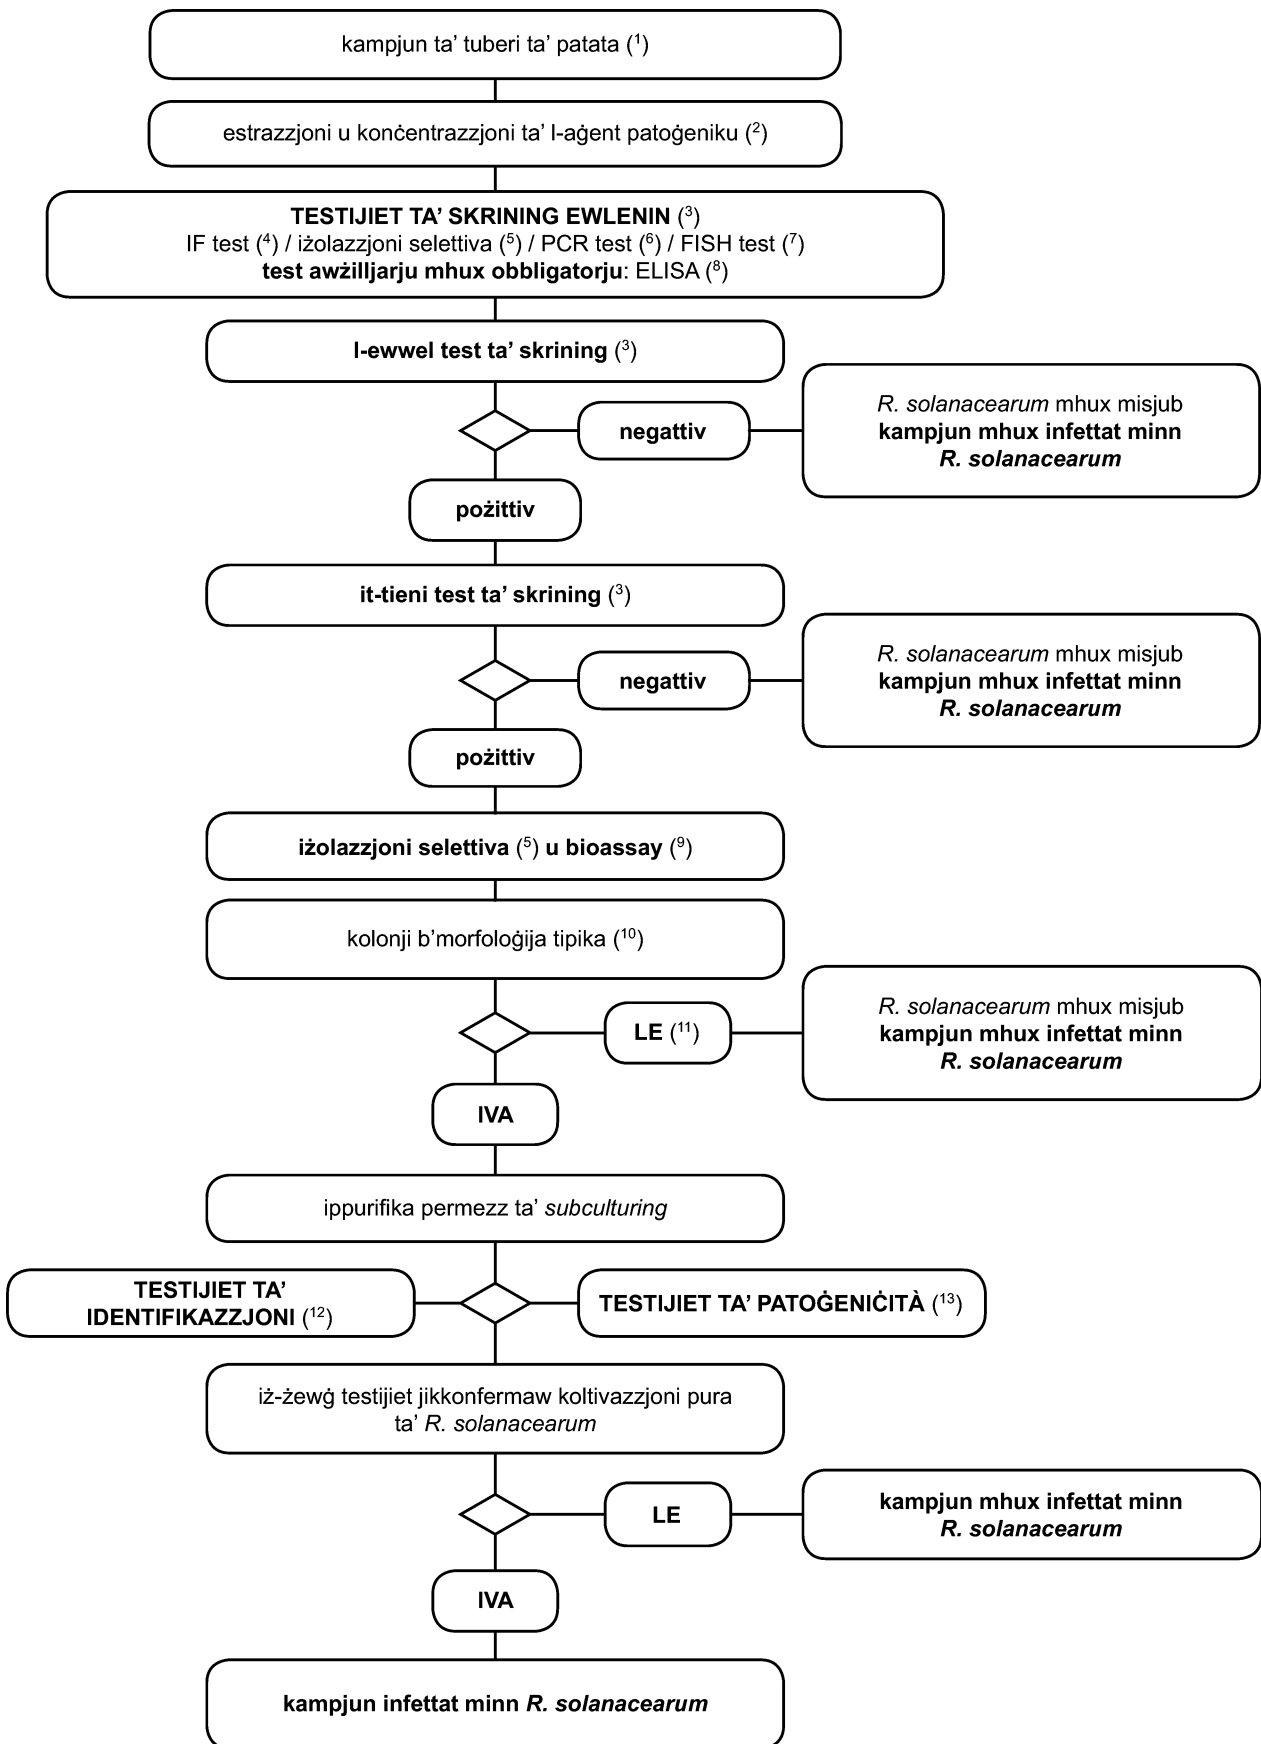 kampjun ta’ tuberi ta’ patata (¹)
estrazzjoni u konċentrazzjoni ta’ l-aġent patoġeniku (²)
TESTIJIET TA’ SKRINING EWLENIN (³)
IF test (⁴) / iżolazzjoni selettiva (⁵) / PCR test (⁶) / FISH test (⁷)
test awżilljarju mhux obbligatorju: ELISA (⁸)
l-ewwel test ta’ skrining (³)
negattiv
R. solanacearum mhux misjub
kampjun mhux infettat minn
R. solanacearum
pożittiv
it-tieni test ta’ skrining (³)
negattiv
R. solanacearum mhux misjub
kampjun mhux infettat minn
R. solanacearum
pożittiv
iżolazzjoni selettiva (⁵) u bioassay (⁹)
kolonji b’morfoloġija tipika (¹⁰)
LE (¹¹)
R. solanacearum mhux misjub
kampjun mhux infettat minn
R. solanacearum
IVA
ippurifika permezz ta’ subculturing
TESTIJIET TA’
IDENTIFIKAZZJONI (¹²)
TESTIJIET TA’ PATOĠENIĊITÀ (¹³)
iż-żewġ testijiet jikkonfermaw koltivazzjoni pura
ta’ R. solanacearum
LE
kampjun mhux infettat minn
R. solanacearum
IVA
kampjun infettat minn R. solanacearum